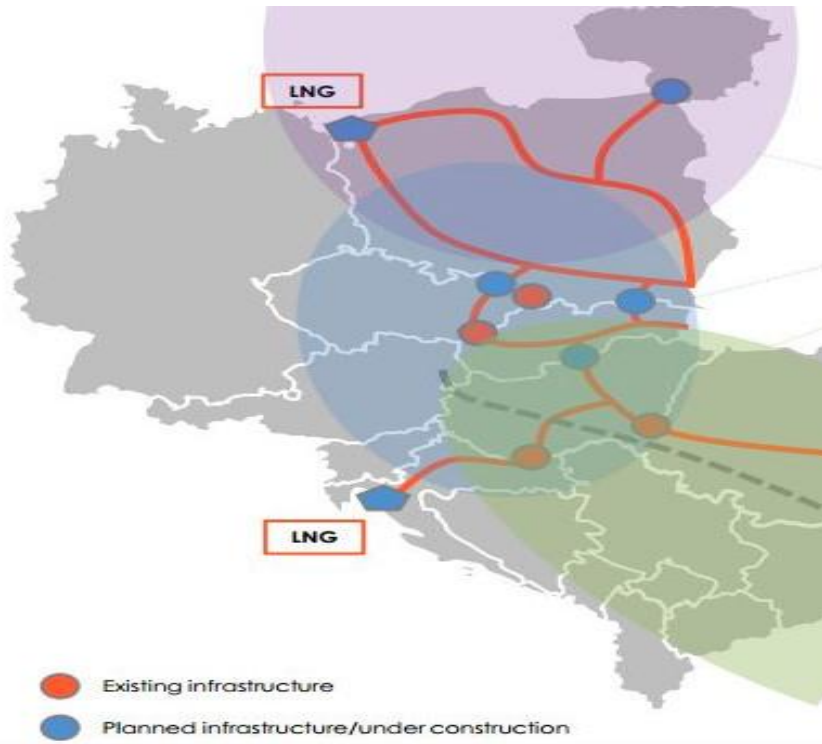 LNG
LNG
Existing infrastructure
Planned infrastructure/under construction